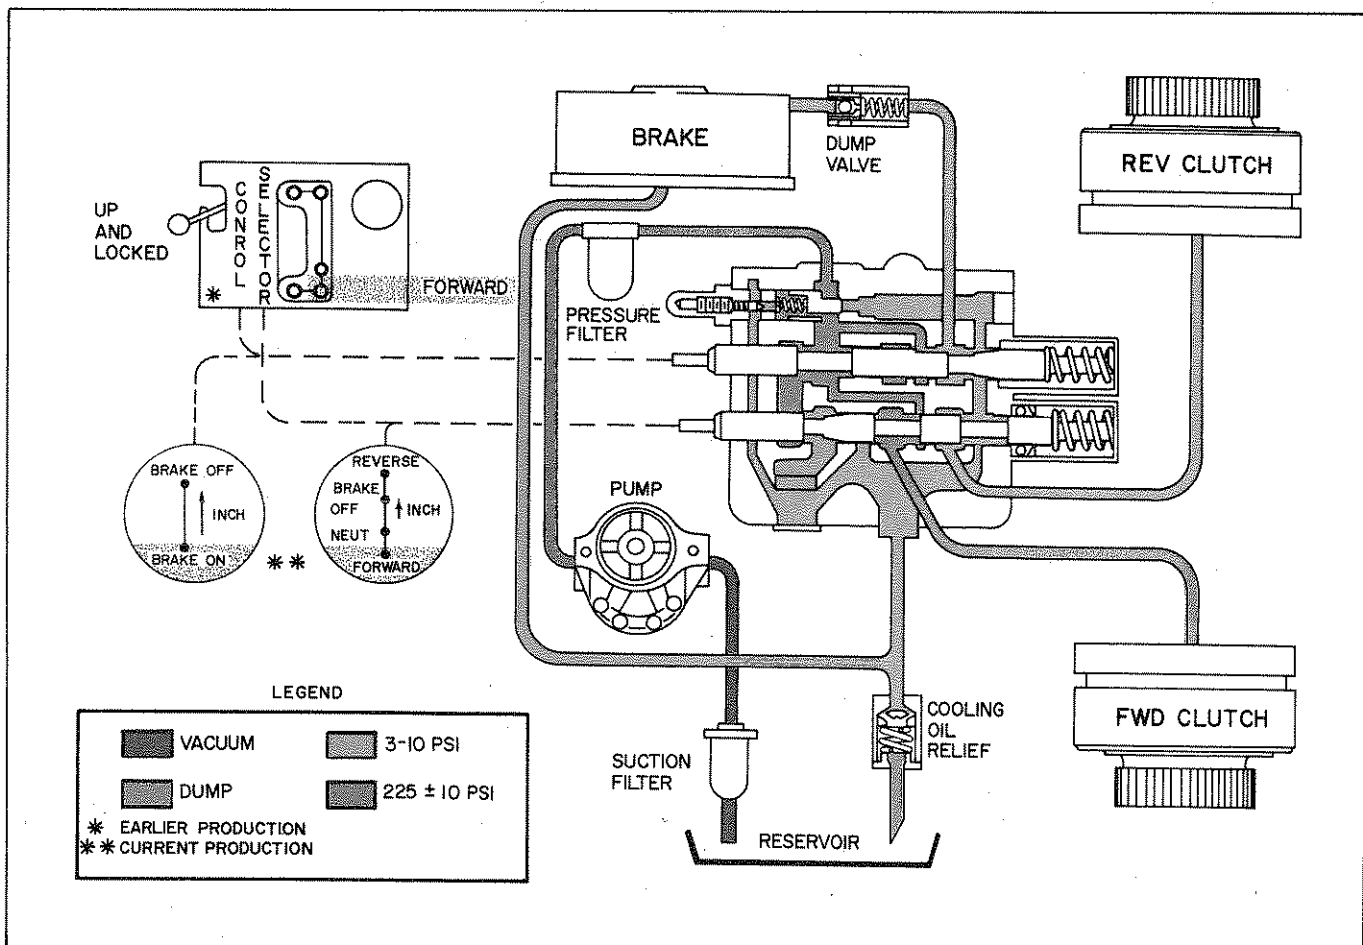 BRAKE
DUMP
VALVE
REV CLUTCH
UP
AND
LOCKED
CONROL
SELECTOR
*
FORWARD
PRESSURE
FILTER
BRAKE OFF
INCH
BRAKE ON
**
REVERSE
BRAKE
OFF
INCH
NEUT
FORWARD
PUMP
LEGEND
VACUUM
3-10 PSI
DUMP
225 ± 10 PSI
* EARLIER PRODUCTION
** CURRENT PRODUCTION
SUCTION
FILTER
RESERVOIR
COOLING
OIL
RELIEF
FWD CLUTCH